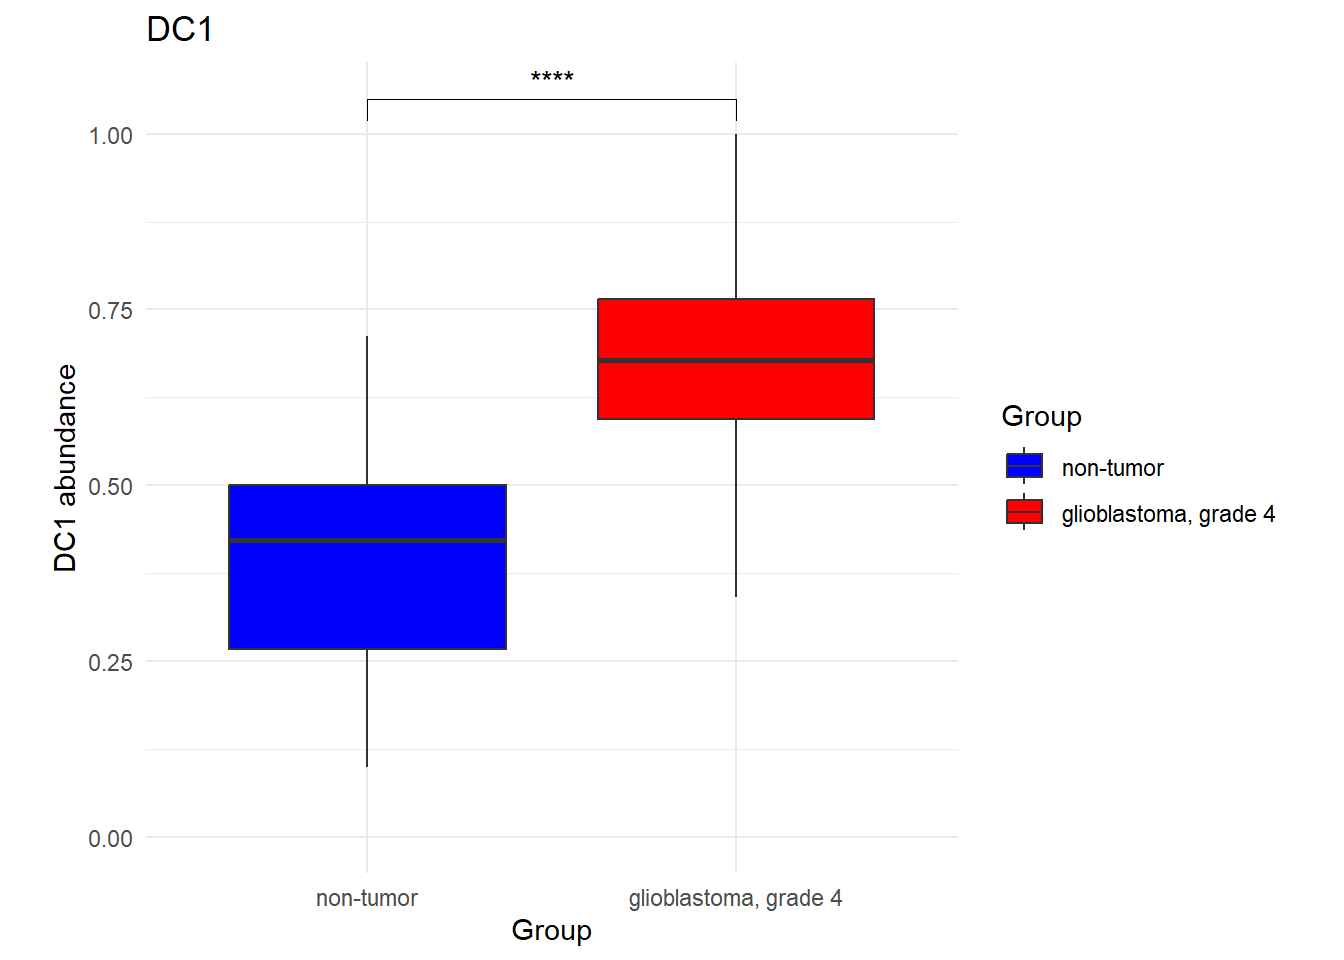 DC1
****
1.00
0.75
0.50
0.25
0.00
DC1 abundance
non-tumor
glioblastoma, grade 4
Group
Group
non-tumor
glioblastoma, grade 4